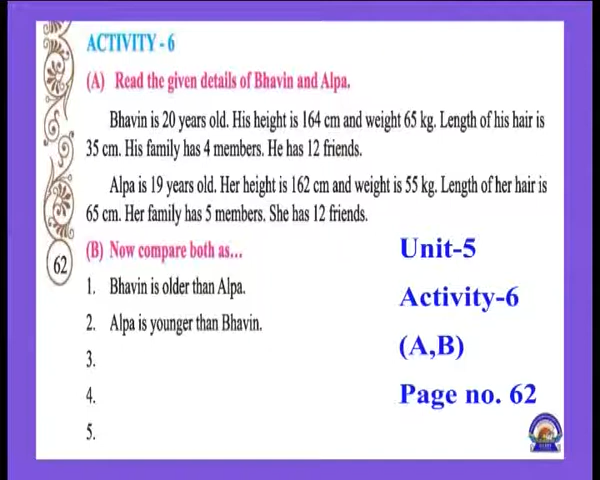 ACTIVITY - 6
(A) Read the given details of Bhavin and Alpa.
Bhavin is 20 years old. His height is 164 cm and weight 65 kg. Length of his hair is
35 cm. His family has 4 members. He has 12 friends.
Alpa is 19 years old. Her height is 162 cm and weight is 55 kg. Length of her hair is
65 cm. Her family has 5 members. She has 12 friends.
(B) Now compare both as...
62
1. Bhavin is older than Alpa.
2. Alpa is younger than Bhavin.
3.
4.
5.
Unit-5
Activity-6
(A,B)
Page no. 62